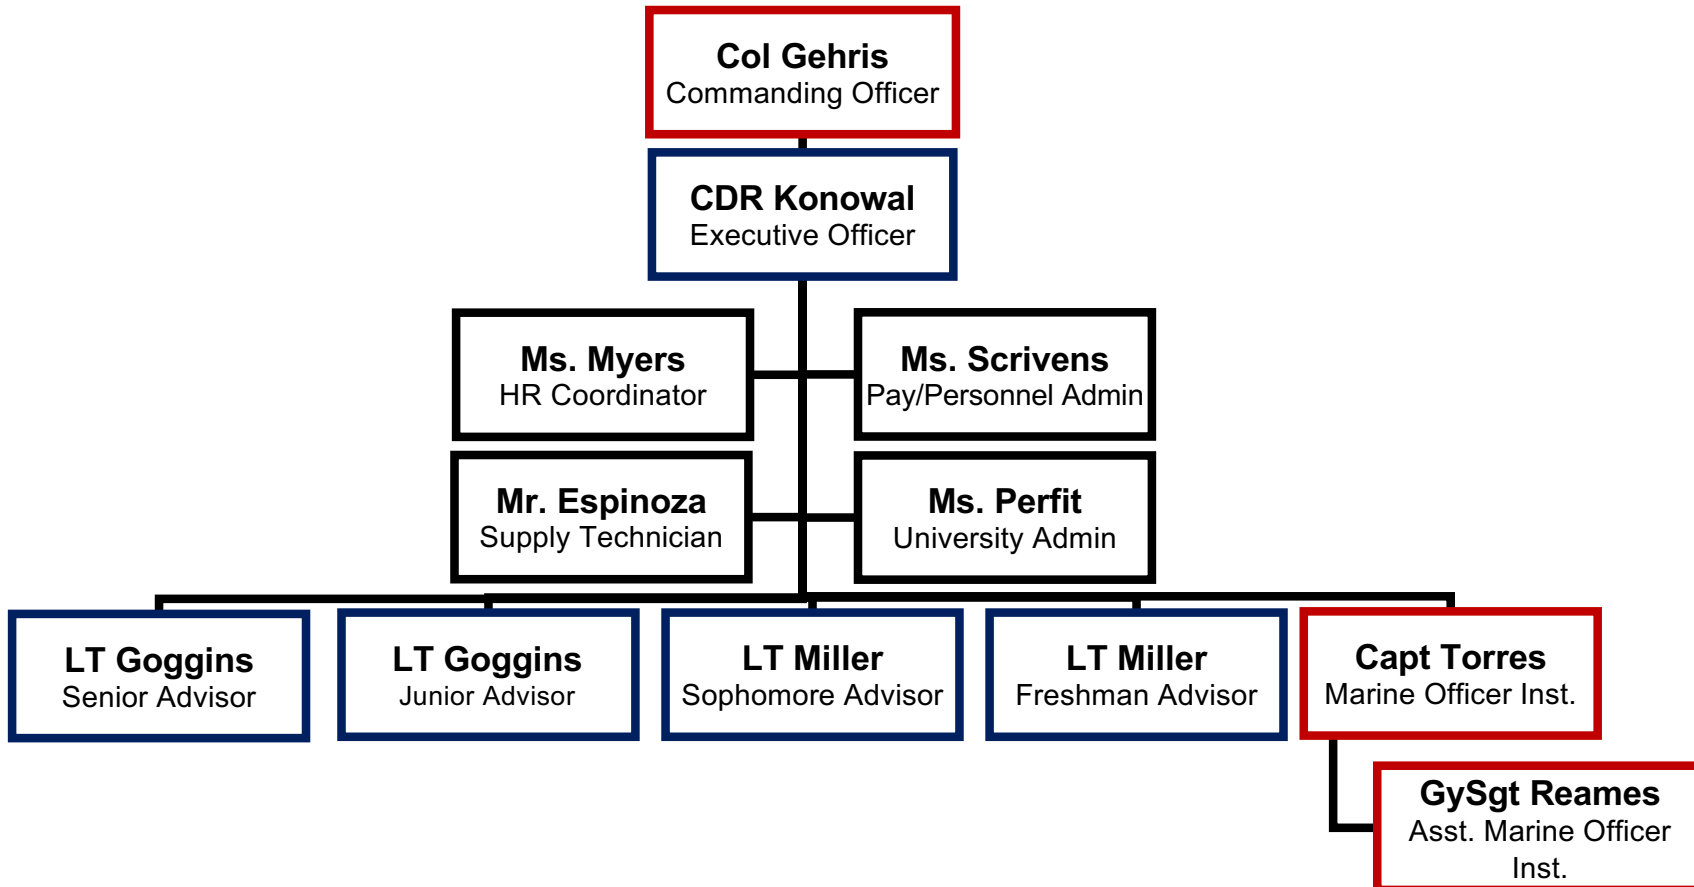 Col Gehris
Commanding Officer
CDR Konowal
Executive Officer
Ms. Myers
HR Coordinator
Ms. Scrivens
Pay/Personnel Admin
Mr. Espinoza
Supply Technician
Ms. Perfit
University Admin
LT Goggins
Senior Advisor
LT Goggins
Junior Advisor
LT Miller
Sophomore Advisor
LT Miller
Freshman Advisor
Capt Torres
Marine Officer Inst.
GySgt Reames
Asst. Marine Officer
Inst.